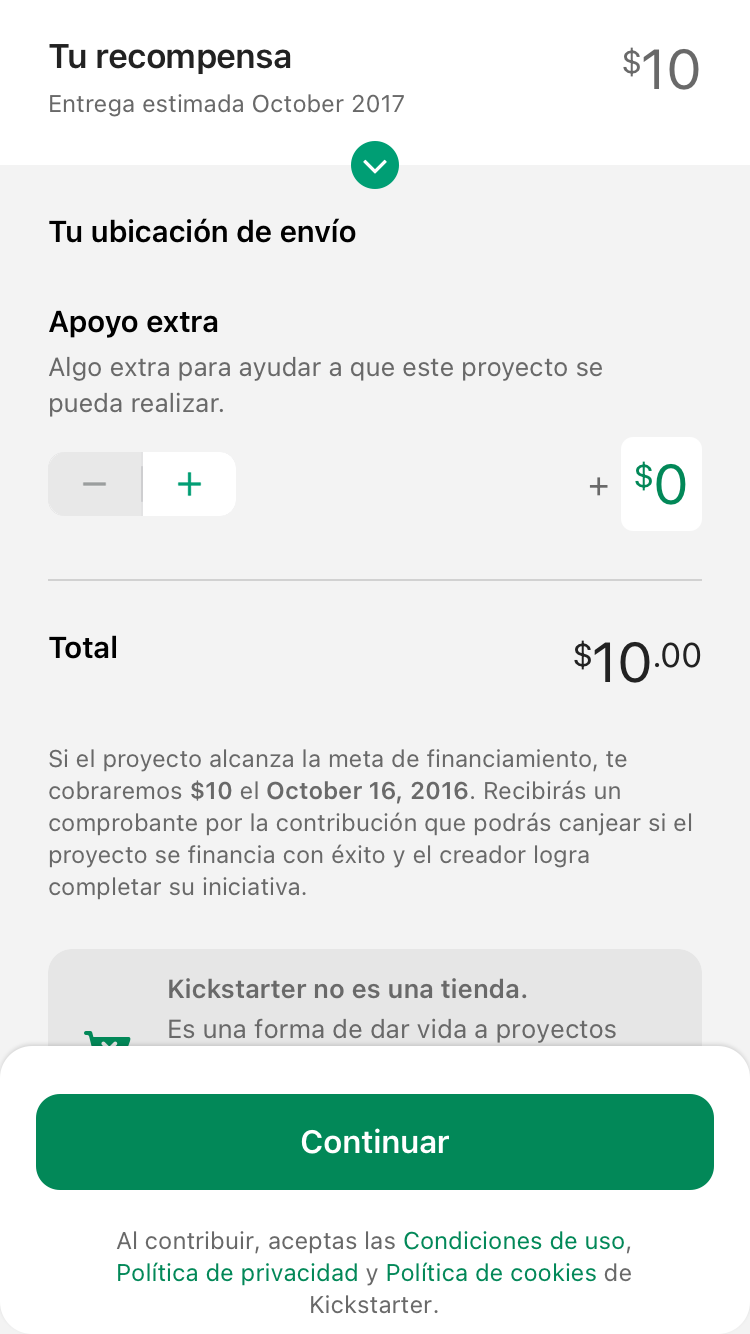 Tu recompensa
$10
Entrega estimada October 2017
Tu ubicación de envío
Apoyo extra
Algo extra para ayudar a que este proyecto se
pueda realizar.
− + + $0
Total
$10.00
Si el proyecto alcanza la meta de financiamiento, te
cobraremos $10 el October 16, 2016. Recibirás un
comprobante por la contribución que podrás canjear si el
proyecto se financia con éxito y el creador logra
completar su iniciativa.
Kickstarter no es una tienda.
Es una forma de dar vida a proyectos
Continuar
Al contribuir, aceptas las Condiciones de uso,
Política de privacidad y Política de cookies de
Kickstarter.